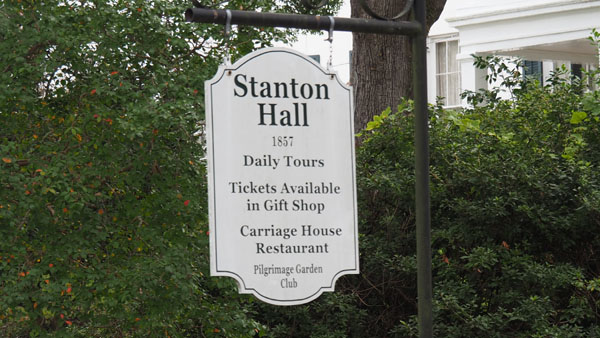 Stanton
Hall
1857
Daily Tours
Tickets Available
in Gift Shop
Carriage House
Restaurant
Pilgrimage Garden
Club